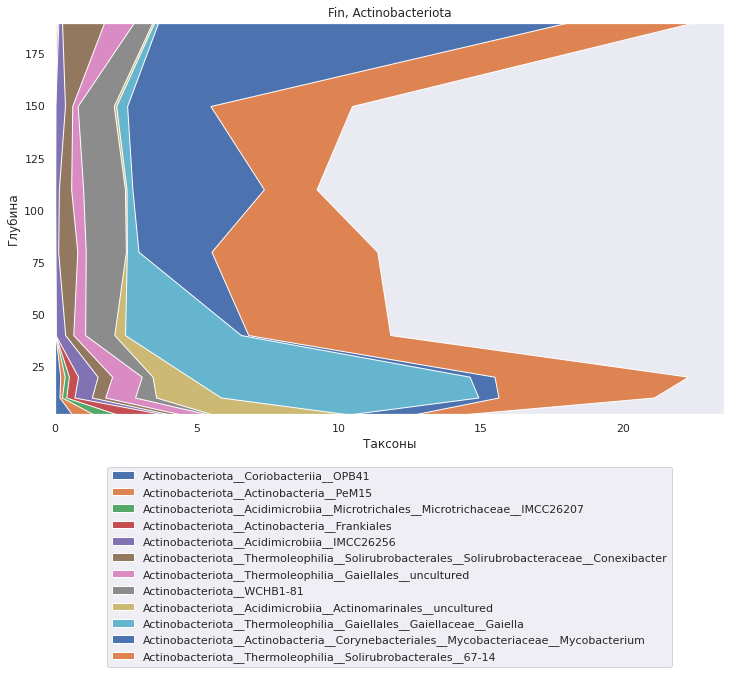 Fin, Actinobacteriota
Глубина
175
150
125
100
75
50
25
0
5
10
15
20
Таксоны
Actinobacteriota__Coriobacteriia__OPB41
Actinobacteriota__Actinobacteria__PeM15
Actinobacteriota__Acidimicrobiia__Microtrichales__Microtrichaceae__IMCC26207
Actinobacteriota__Actinobacteria__Frankiales
Actinobacteriota__Acidimicrobiia__IMCC26256
Actinobacteriota__Thermoleophilia__Solirubrobacterales__Solirubrobacteraceae__Conexibacter
Actinobacteriota__Thermoleophilia__Gaiellales__uncultured
Actinobacteriota__WCHB1-81
Actinobacteriota__Acidimicrobiia__Actinomarinales__uncultured
Actinobacteriota__Thermoleophilia__Gaiellales__Gaiellaceae__Gaiella
Actinobacteriota__Actinobacteria__Corynebacteriales__Mycobacteriaceae__Mycobacterium
Actinobacteriota__Thermoleophilia__Solirubrobacterales__67-14